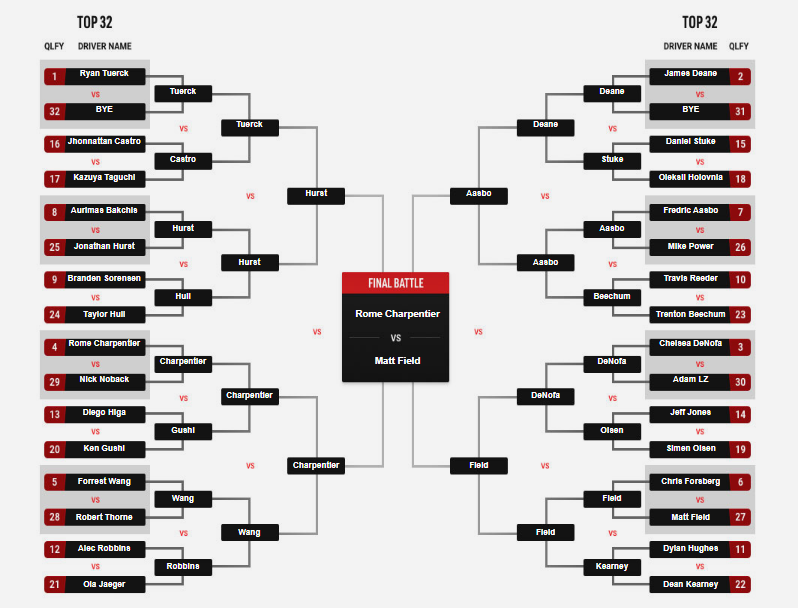 TOP 32
QLFY DRIVER NAME
1 Ryan Tuerck
VS
32 BYE
16 Jhonnattan Castro
VS
17 Kazuya Taguchi
8 Aurimas Bakchis
VS
25 Jonathan Hurst
9 Branden Sorensen
VS
24 Taylor Hull
4 Rome Charpentier
VS
29 Nick Noback
13 Diego Higa
VS
20 Ken Gushi
5 Forrest Wang
VS
28 Robert Thorne
12 Alec Robbins
VS
21 Ola Jaeger
Tuerck
VS
Castro
Hurst
VS
Hull
Charpentier
VS
Gushi
Wang
VS
Robbins
Tuerck
VS
Hurst
Charpentier
VS
Wang
Hurst
VS
Charpentier
FINAL BATTLE
Rome Charpentier
VS
Matt Field
Aasbo
VS
Field
Deane
VS
Aasbo
DeNofa
VS
Field
Deane
VS
Stuke
Aasbo
VS
Beechum
DeNofa
VS
Olsen
Field
VS
Kearney
TOP 32
DRIVER NAME QLFY
James Deane 2
VS
BYE 31
Daniel Stuke 15
VS
Oleksii Holovnia 18
Fredric Aasbo 7
VS
Mike Power 26
Travis Reeder 10
VS
Trenton Beechum 23
Chelsea DeNofa 3
VS
Adam LZ 30
Jeff Jones 14
VS
Simen Olsen 19
Chris Forsberg 6
VS
Matt Field 27
Dylan Hughes 11
VS
Dean Kearney 22